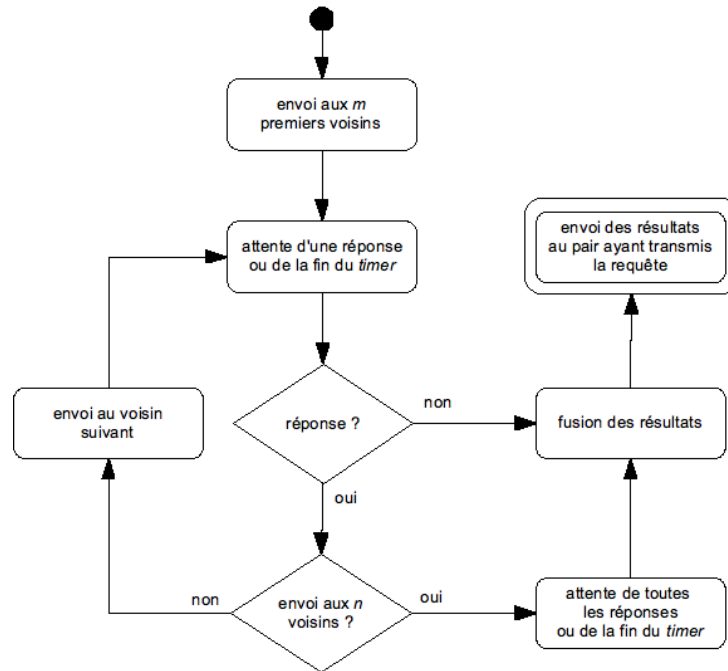 envoi aux m
premiers voisins
attente d'une réponse
ou de la fin du timer
envoi des résultats
au pair ayant transmis
la requête
envoi au voisin
suivant
réponse ?
non
fusion des résultats
oui
non
envoi aux n
voisins ?
oui
attente de toutes
les réponses
ou de la fin du timer